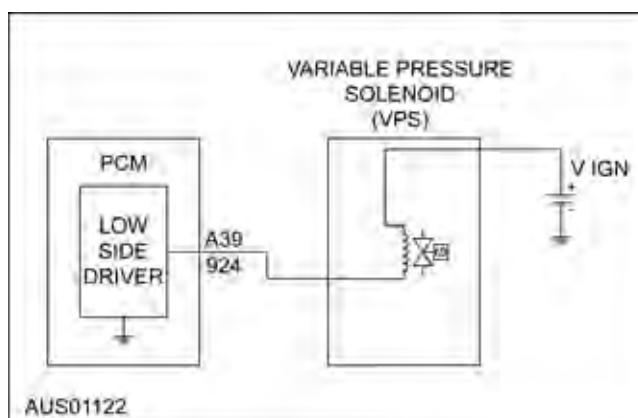 VARIABLE PRESSURE
SOLENOID
(VPS)
PCM
V IGN
+
-
LOW
SIDE
DRIVER
A39
924
AUS01122